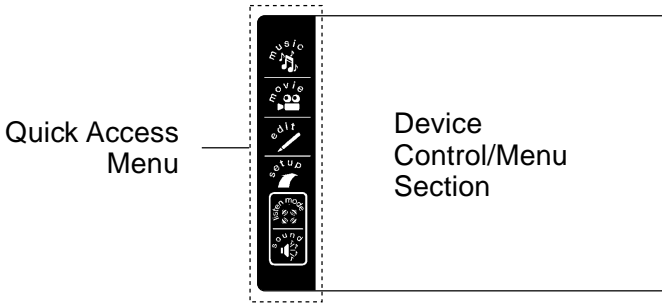 Quick Access
Menu
music
movie
edit
setup
listen mode
sound
Device
Control/Menu
Section